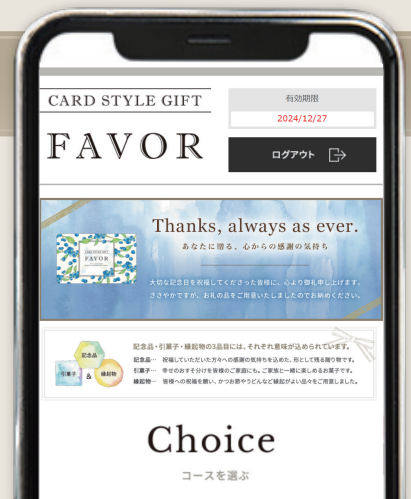 CARD STYLE GIFT
FAVOR
有効期限
2024/12/27
ログアウト
Thanks, always as ever.
あなたに贈る、心からの感謝の気持ち
CARD STYLE GIFT
FAVOR
大切な記念日を祝福してくださった皆様に、心より御礼申し上げます。
ささやかですが、お礼の品をご用意いたしましたのでお納めください。
記念品・引菓子・縁起物の3品目には、それぞれ意味が込められています。
記念品
引菓子
&
縁起物
記念品… 祝福していただいた方々への感謝の気持ちを込めた、形として残る贈り物です。
引菓子… 幸せのおすそ分けを皆様のご家庭にも。ご家族と一緒に楽しめるお菓子です。
縁起物… 皆様への祝福を願い、かつお節やうどんなど縁起がよい品々をご用意しました。
Choice
コースを選ぶ